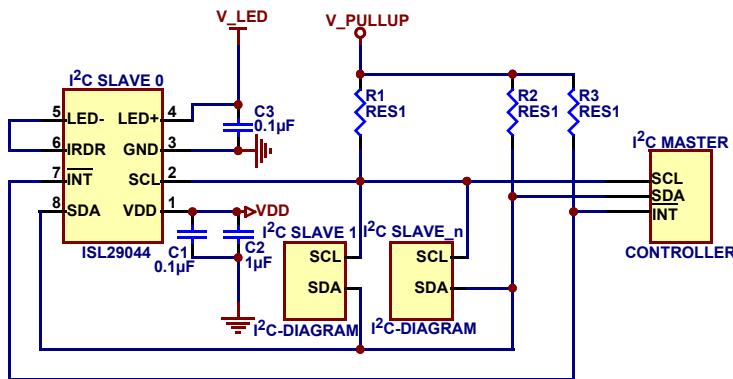 V_LED
V_PULLUP
I²C SLAVE 0
5 LED- LED+ 4
6 IRDR GND 3
7 INT SCL 2
8 SDA VDD 1
ISL29044
C3
0.1µF
VDD
C1
0.1µF
C2
1µF
R1
RES1
R2
RES1
R3
RES1
I²C SLAVE 1
SCL
SDA
I²C-DIAGRAM
I²C SLAVE_n
SCL
SDA
I²C-DIAGRAM
I²C MASTER
SCL
SDA
INT
CONTROLLER